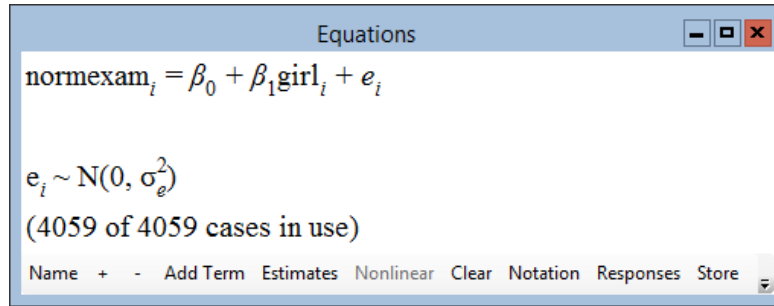 Equations
normexam_i = β_0 + β_1girl_i + e_i
e_i ~ N(0, σ_e^2)
(4059 of 4059 cases in use)
Name + - Add Term Estimates Nonlinear Clear Notation Responses Store